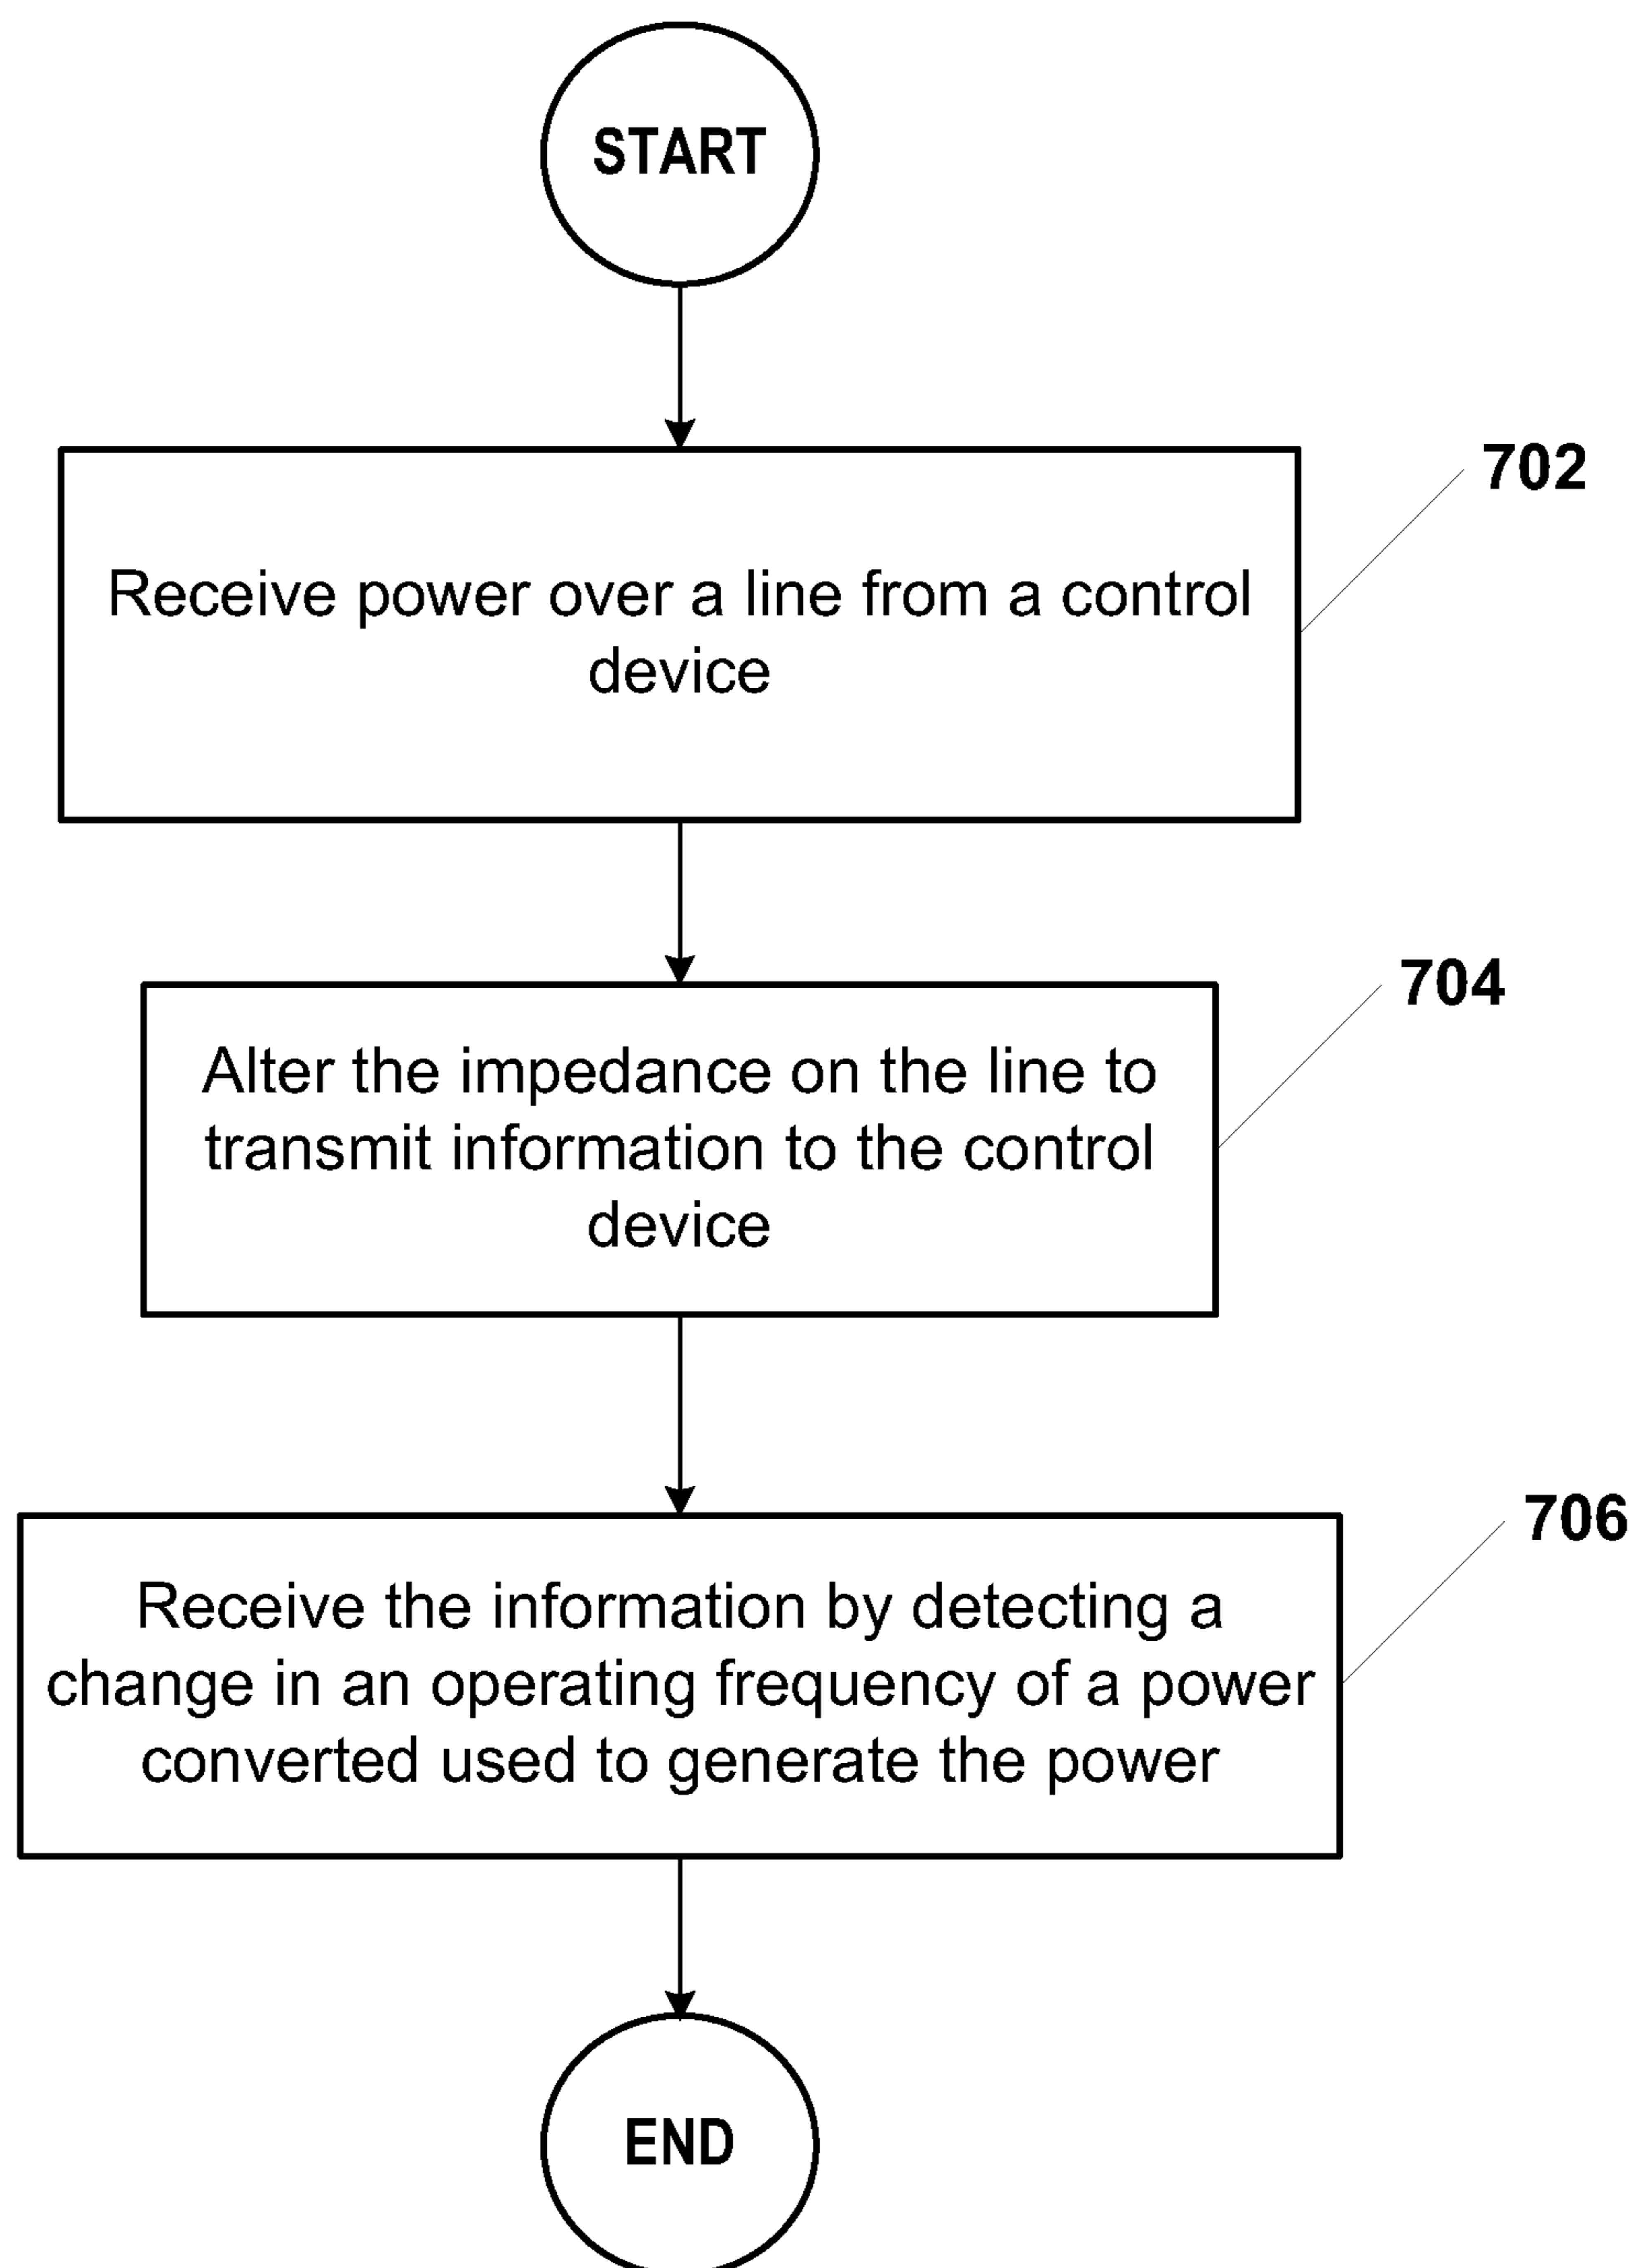 START
702
Receive power over a line from a control
device
704
Alter the impedance on the line to
transmit information to the control
device
706
Receive the information by detecting a
change in an operating frequency of a power
converted used to generate the power
END